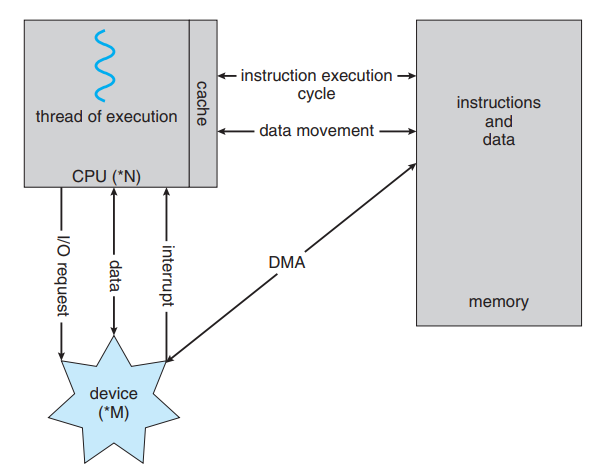 thread of execution
cache
CPU (*N)
instruction execution
cycle
data movement
instructions
and
data
memory
I/O request
data
interrupt
DMA
device
(*M)